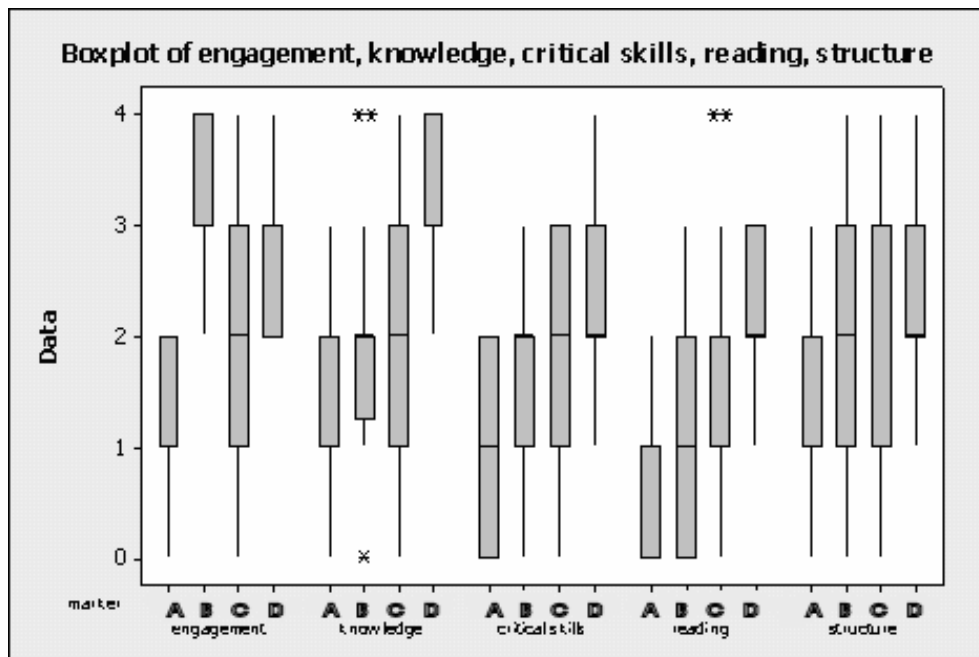 Boxplot of engagement, knowledge, critical skills, reading, structure
4
3
2
1
0
Data
marker A B C D A B C D A B C D A B C D A B C D
engagement knowledge critical skills reading structure